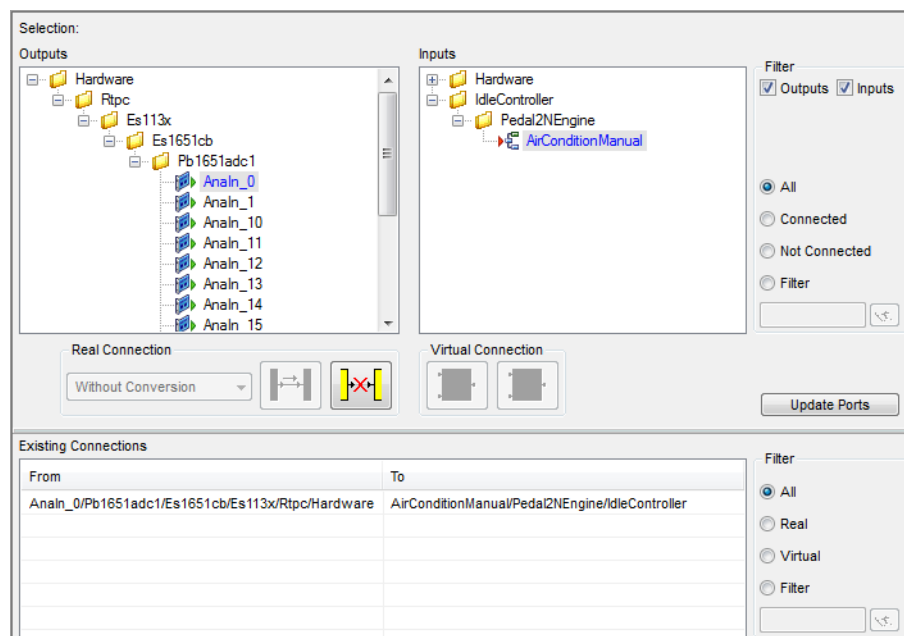 Selection:
Outputs
Hardware
Rtpc
Es113x
Es1651cb
Pb1651adc1
AnaIn_0
AnaIn_1
AnaIn_10
AnaIn_11
AnaIn_12
AnaIn_13
AnaIn_14
AnaIn_15
Inputs
Hardware
IdleController
Pedal2NEngine
AirConditionManual
Filter
Outputs Inputs
All
Connected
Not Connected
Filter
Real Connection
Without Conversion
Virtual Connection
Update Ports
Existing Connections
From To
AnaIn_0/Pb1651adc1/Es1651cb/Es113x/Rtpc/Hardware AirConditionManual/Pedal2NEngine/IdleController
Filter
All
Real
Virtual
Filter